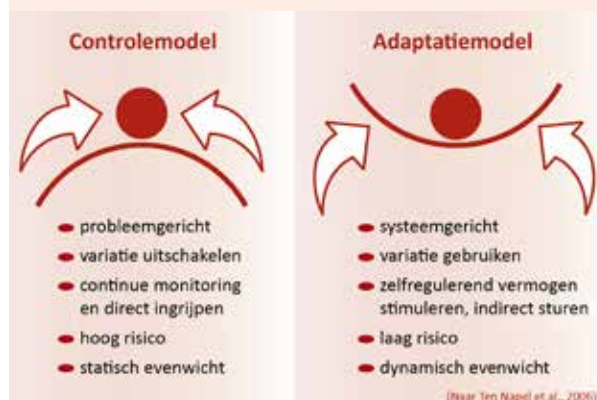 Controlemodel
probleemgericht
variatie uitschakelen
continue monitoring
en direct ingrijpen
hoog risico
statisch evenwicht
Adaptatiemodel
systeemgericht
variatie gebruiken
zelfregulerend vermogen
stimuleren, indirect sturen
laag risico
dynamisch evenwicht
(Naar Ten Napel et al., 2006)